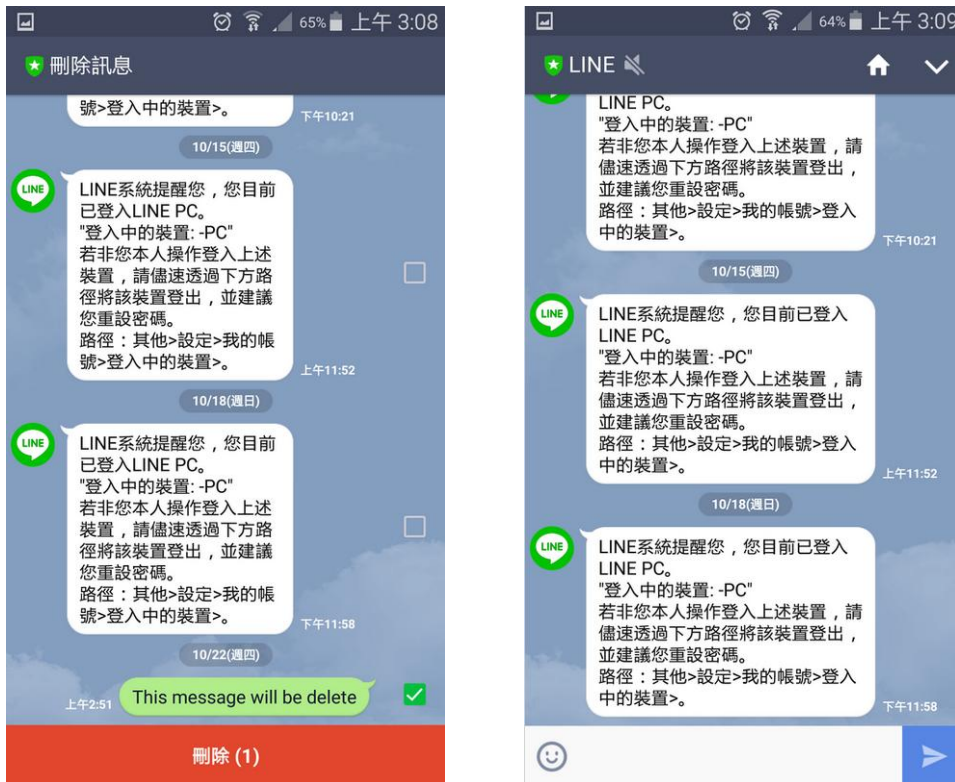 65% 上午 3:08
刪除訊息
號>登入中的裝置>。
下午10:21
10/15(週四)
LINE
LINE系統提醒您，您目前
已登入LINE PC。
"登入中的裝置: -PC"
若非您本人操作登入上述
裝置，請儘速透過下方路
徑將該裝置登出，並建議
您重設密碼。
路徑：其他>設定>我的帳
號>登入中的裝置>。
上午11:52
10/18(週日)
LINE
LINE系統提醒您，您目前
已登入LINE PC。
"登入中的裝置: -PC"
若非您本人操作登入上述
裝置，請儘速透過下方路
徑將該裝置登出，並建議
您重設密碼。
路徑：其他>設定>我的帳
號>登入中的裝置>。
下午11:58
10/22(週四)
上午2:51
This message will be delete
刪除 (1)
64% 上午 3:09
LINE
LINE PC。
"登入中的裝置: -PC"
若非您本人操作登入上述裝置，請
儘速透過下方路徑將該裝置登出，
並建議您重設密碼。
路徑：其他>設定>我的帳號>登入
中的裝置>。
下午10:21
10/15(週四)
LINE
LINE系統提醒您，您目前已登入
LINE PC。
"登入中的裝置: -PC"
若非您本人操作登入上述裝置，請
儘速透過下方路徑將該裝置登出，
並建議您重設密碼。
路徑：其他>設定>我的帳號>登入
中的裝置>。
上午11:52
10/18(週日)
LINE
LINE系統提醒您，您目前已登入
LINE PC。
"登入中的裝置: -PC"
若非您本人操作登入上述裝置，請
儘速透過下方路徑將該裝置登出，
並建議您重設密碼。
路徑：其他>設定>我的帳號>登入
中的裝置>。
下午11:58